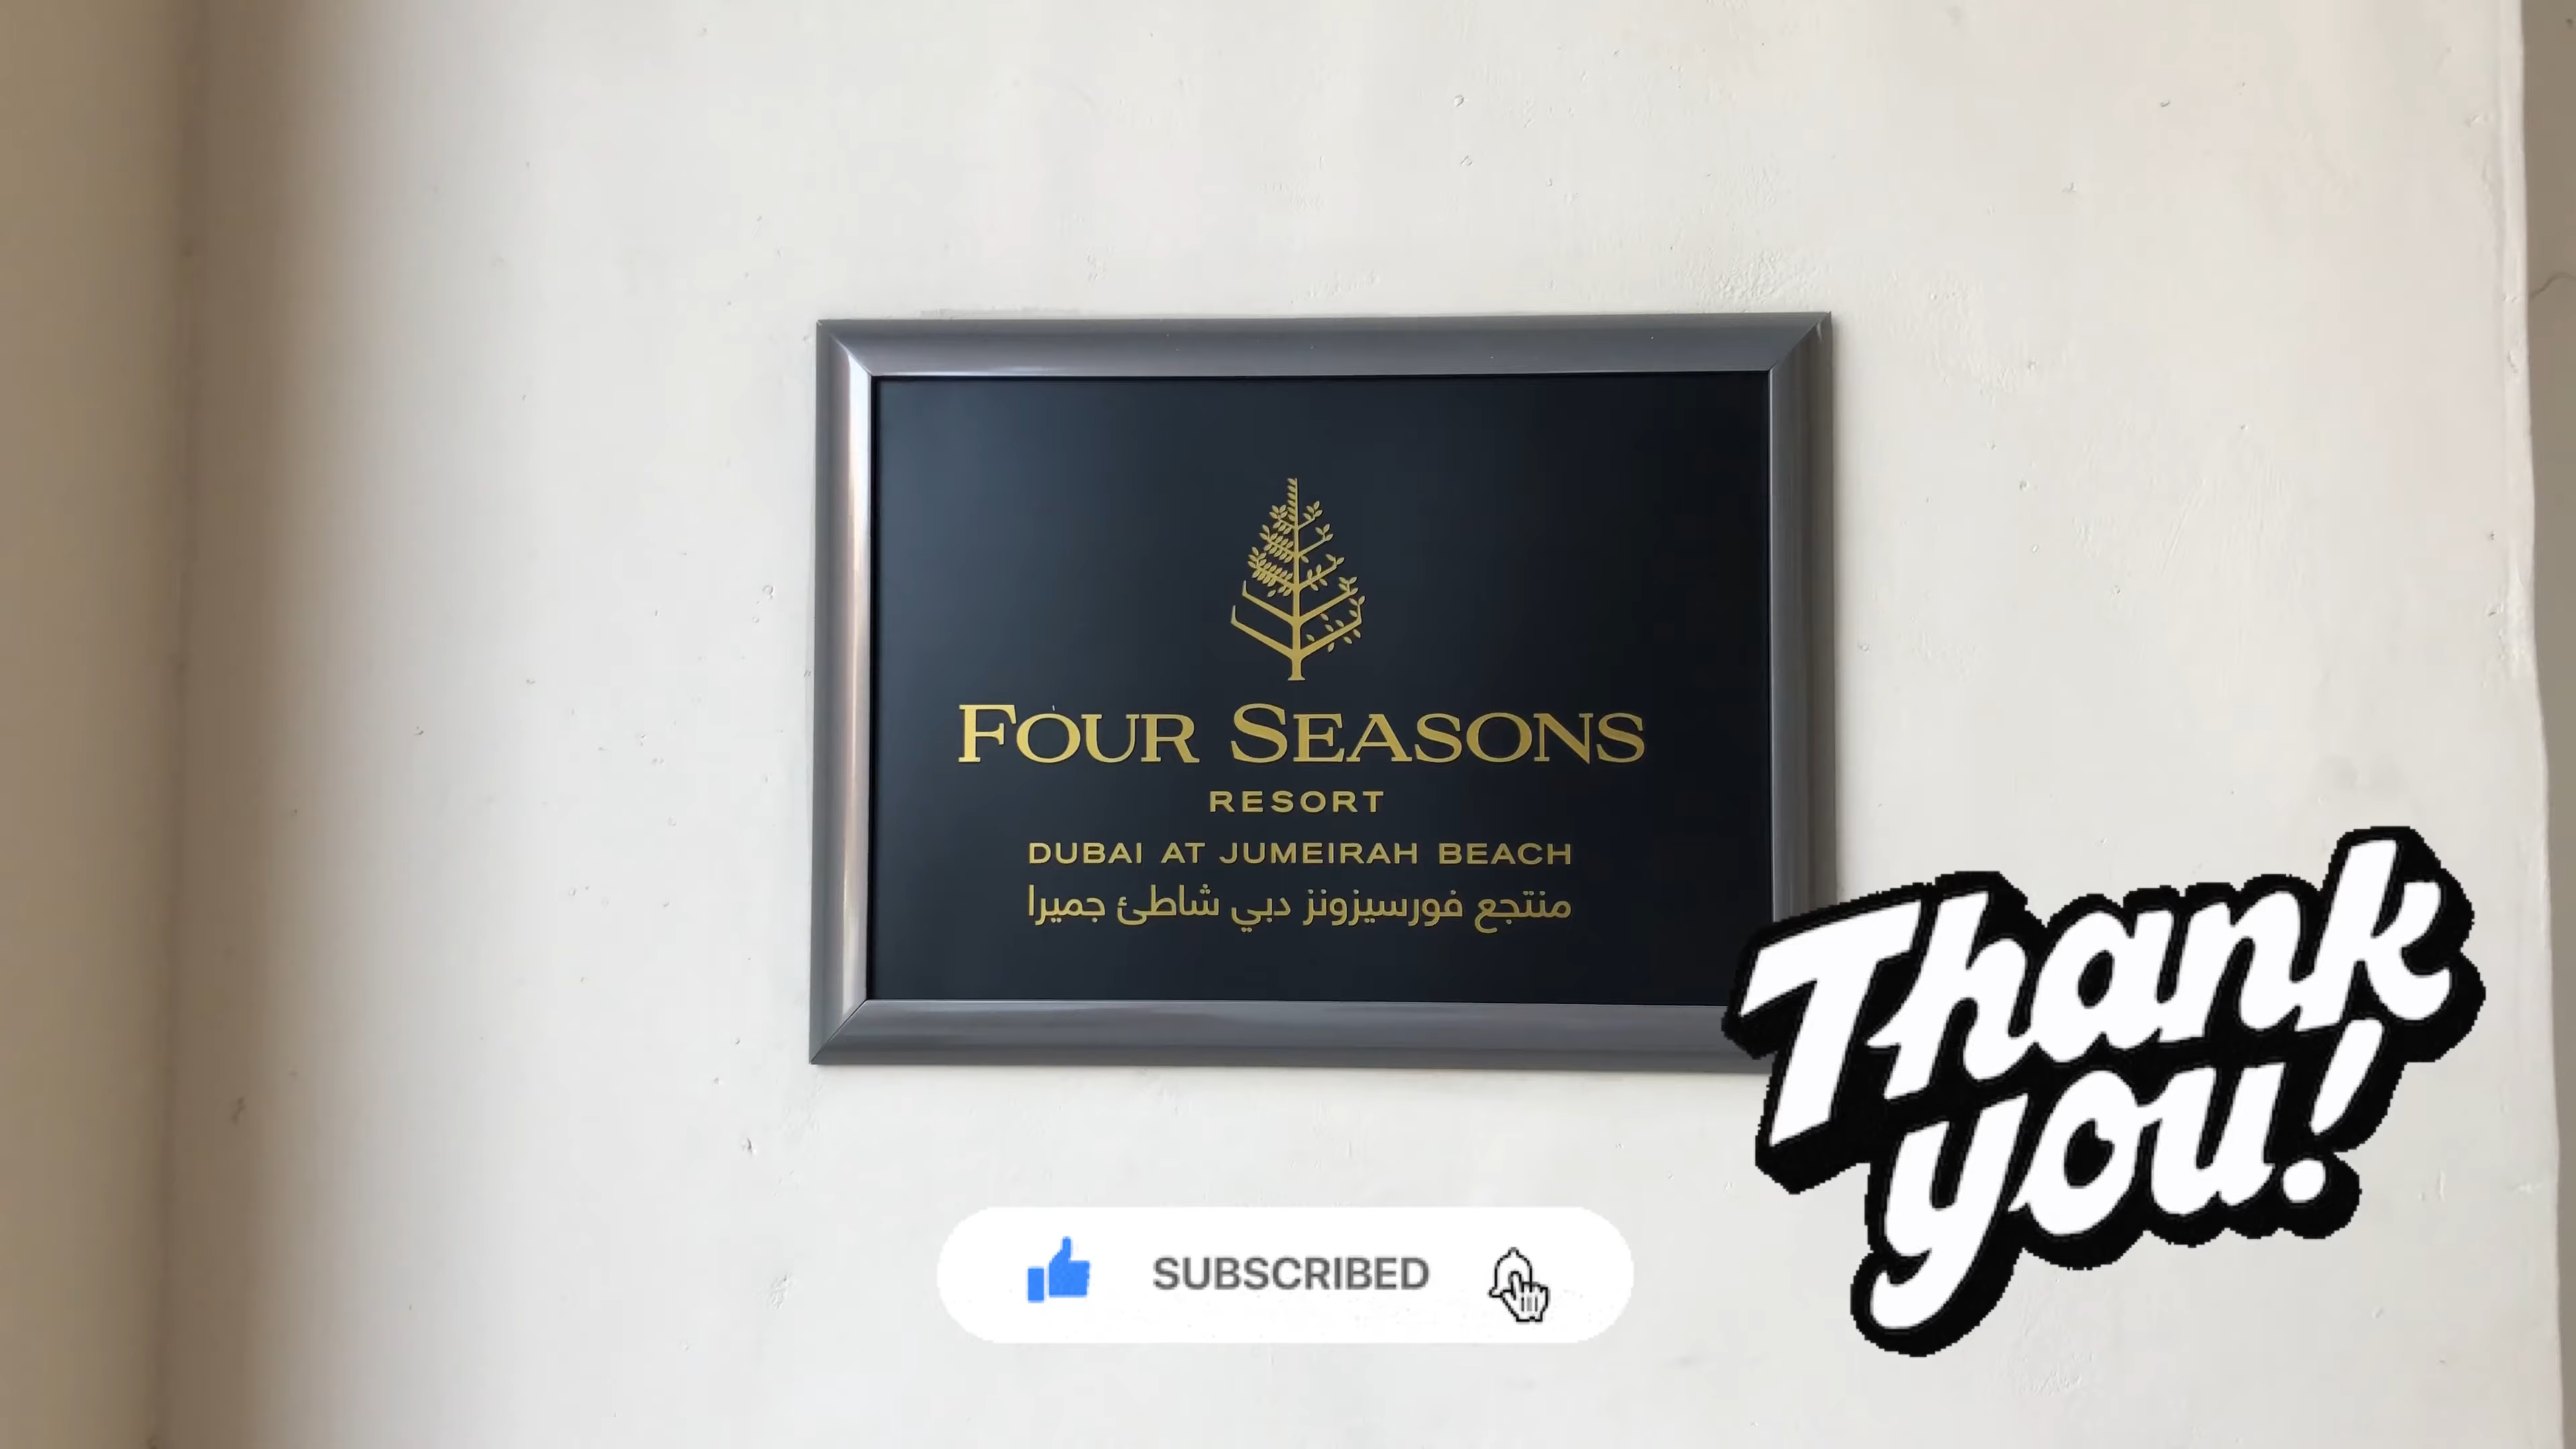 FOUR SEASONS
RESORT
DUBAI AT JUMEIRAH BEACH
منتجع فورسيزونز دبي شاطئ جميرا
Thank
you!
SUBSCRIBED